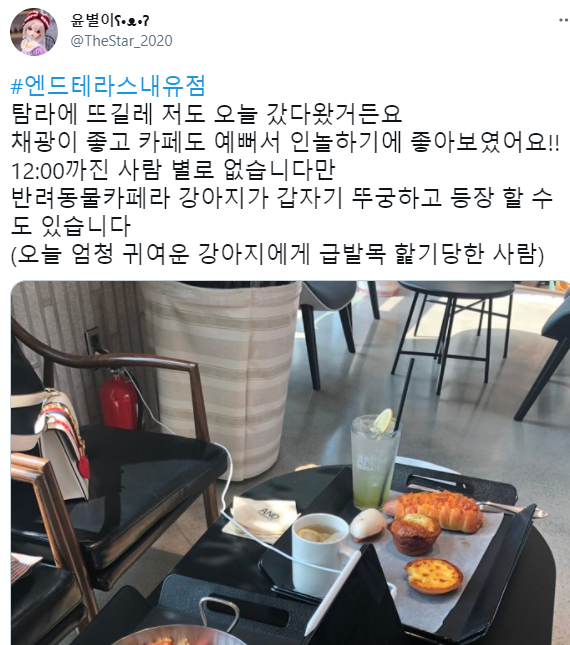 윤별이ʕ•ᴥ•ʔ
@TheStar_2020
#엔드테라스내유점
탐라에 뜨길레 저도 오늘 갔다왔거든요
채광이 좋고 카페도 예뻐서 인놀하기에 좋아보였어요!!
12:00까진 사람 별로 없습니다만
반려동물카페라 강아지가 갑자기 뚜궁하고 등장 할 수
도 있습니다
(오늘 엄청 귀여운 강아지에게 급발목 핥기당한 사람)
AND
AND